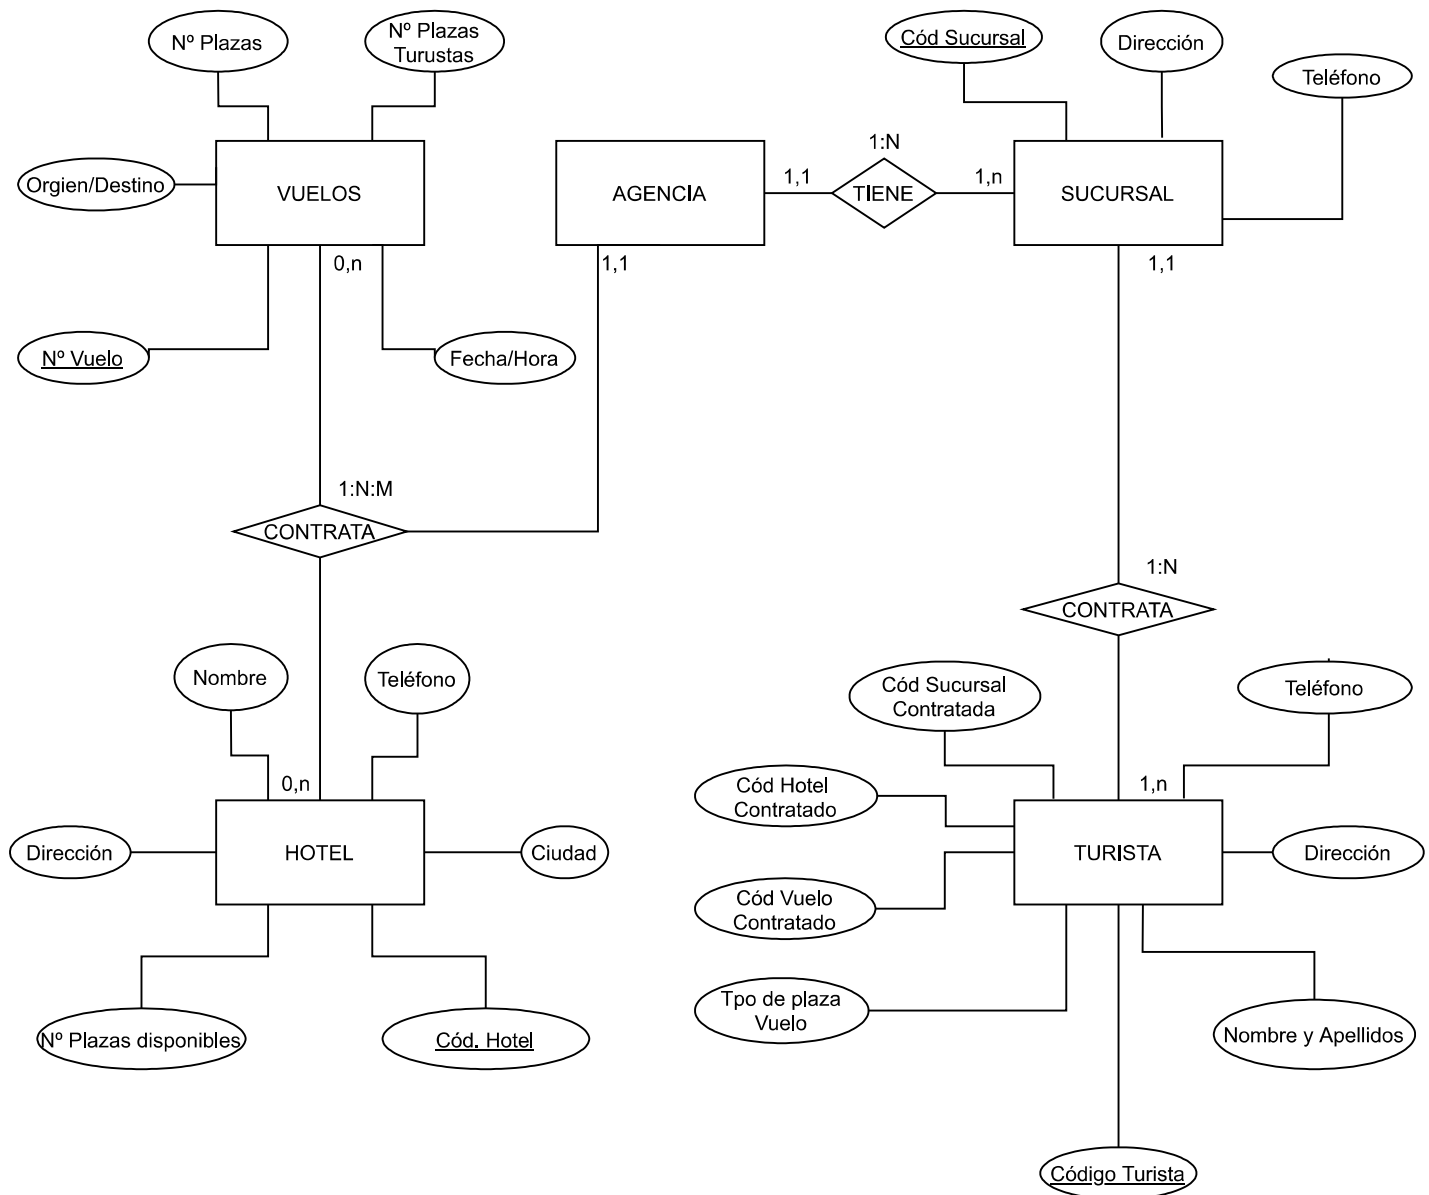 Nº Plazas
Nº Plazas
Turustas
Cód Sucursal
Dirección
Teléfono
Orgien/Destino
VUELOS
AGENCIA
1,1
1:N
TIENE
1,n
SUCURSAL
0,n
1,1
1,1
Nº Vuelo
Fecha/Hora
1:N:M
CONTRATA
1:N
CONTRATA
Nombre
Teléfono
Cód Sucursal
Contratada
Teléfono
0,n
Cód Hotel
Contratado
1,n
Dirección
HOTEL
Ciudad
TURISTA
Dirección
Cód Vuelo
Contratado
Tpo de plaza
Vuelo
Nº Plazas disponibles
Cód. Hotel
Nombre y Apellidos
Código Turista